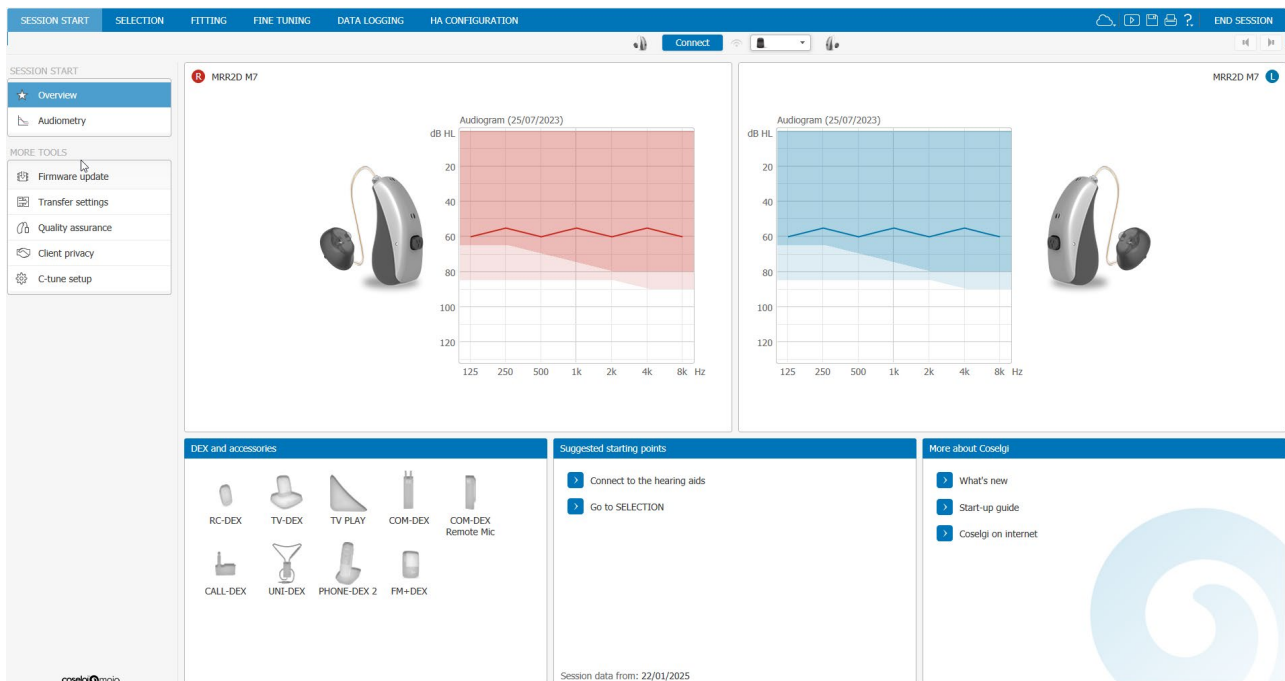 SESSION START SELECTION FITTING FINE TUNING DATA LOGGING HA CONFIGURATION ? END SESSION
Connect
SESSION START
Overview
Audiometry
MORE TOOLS
Firmware update
Transfer settings
Quality assurance
Client privacy
C-tune setup
R MRR2D M7
Audiogram (25/07/2023)
dB HL
20
40
60
80
100
120
125 250 500 1k 2k 4k 8k Hz
MRR2D M7 L
Audiogram (25/07/2023)
dB HL
20
40
60
80
100
120
125 250 500 1k 2k 4k 8k Hz
DEX and accessories
RC-DEX TV-DEX TV PLAY COM-DEX COM-DEX
Remote Mic
CALL-DEX UNI-DEX PHONE-DEX 2 FM+DEX
Suggested starting points
Connect to the hearing aids
Go to SELECTION
Session data from: 22/01/2025
More about Coselgi
What's new
Start-up guide
Coselgi on internet
coselgi mojo